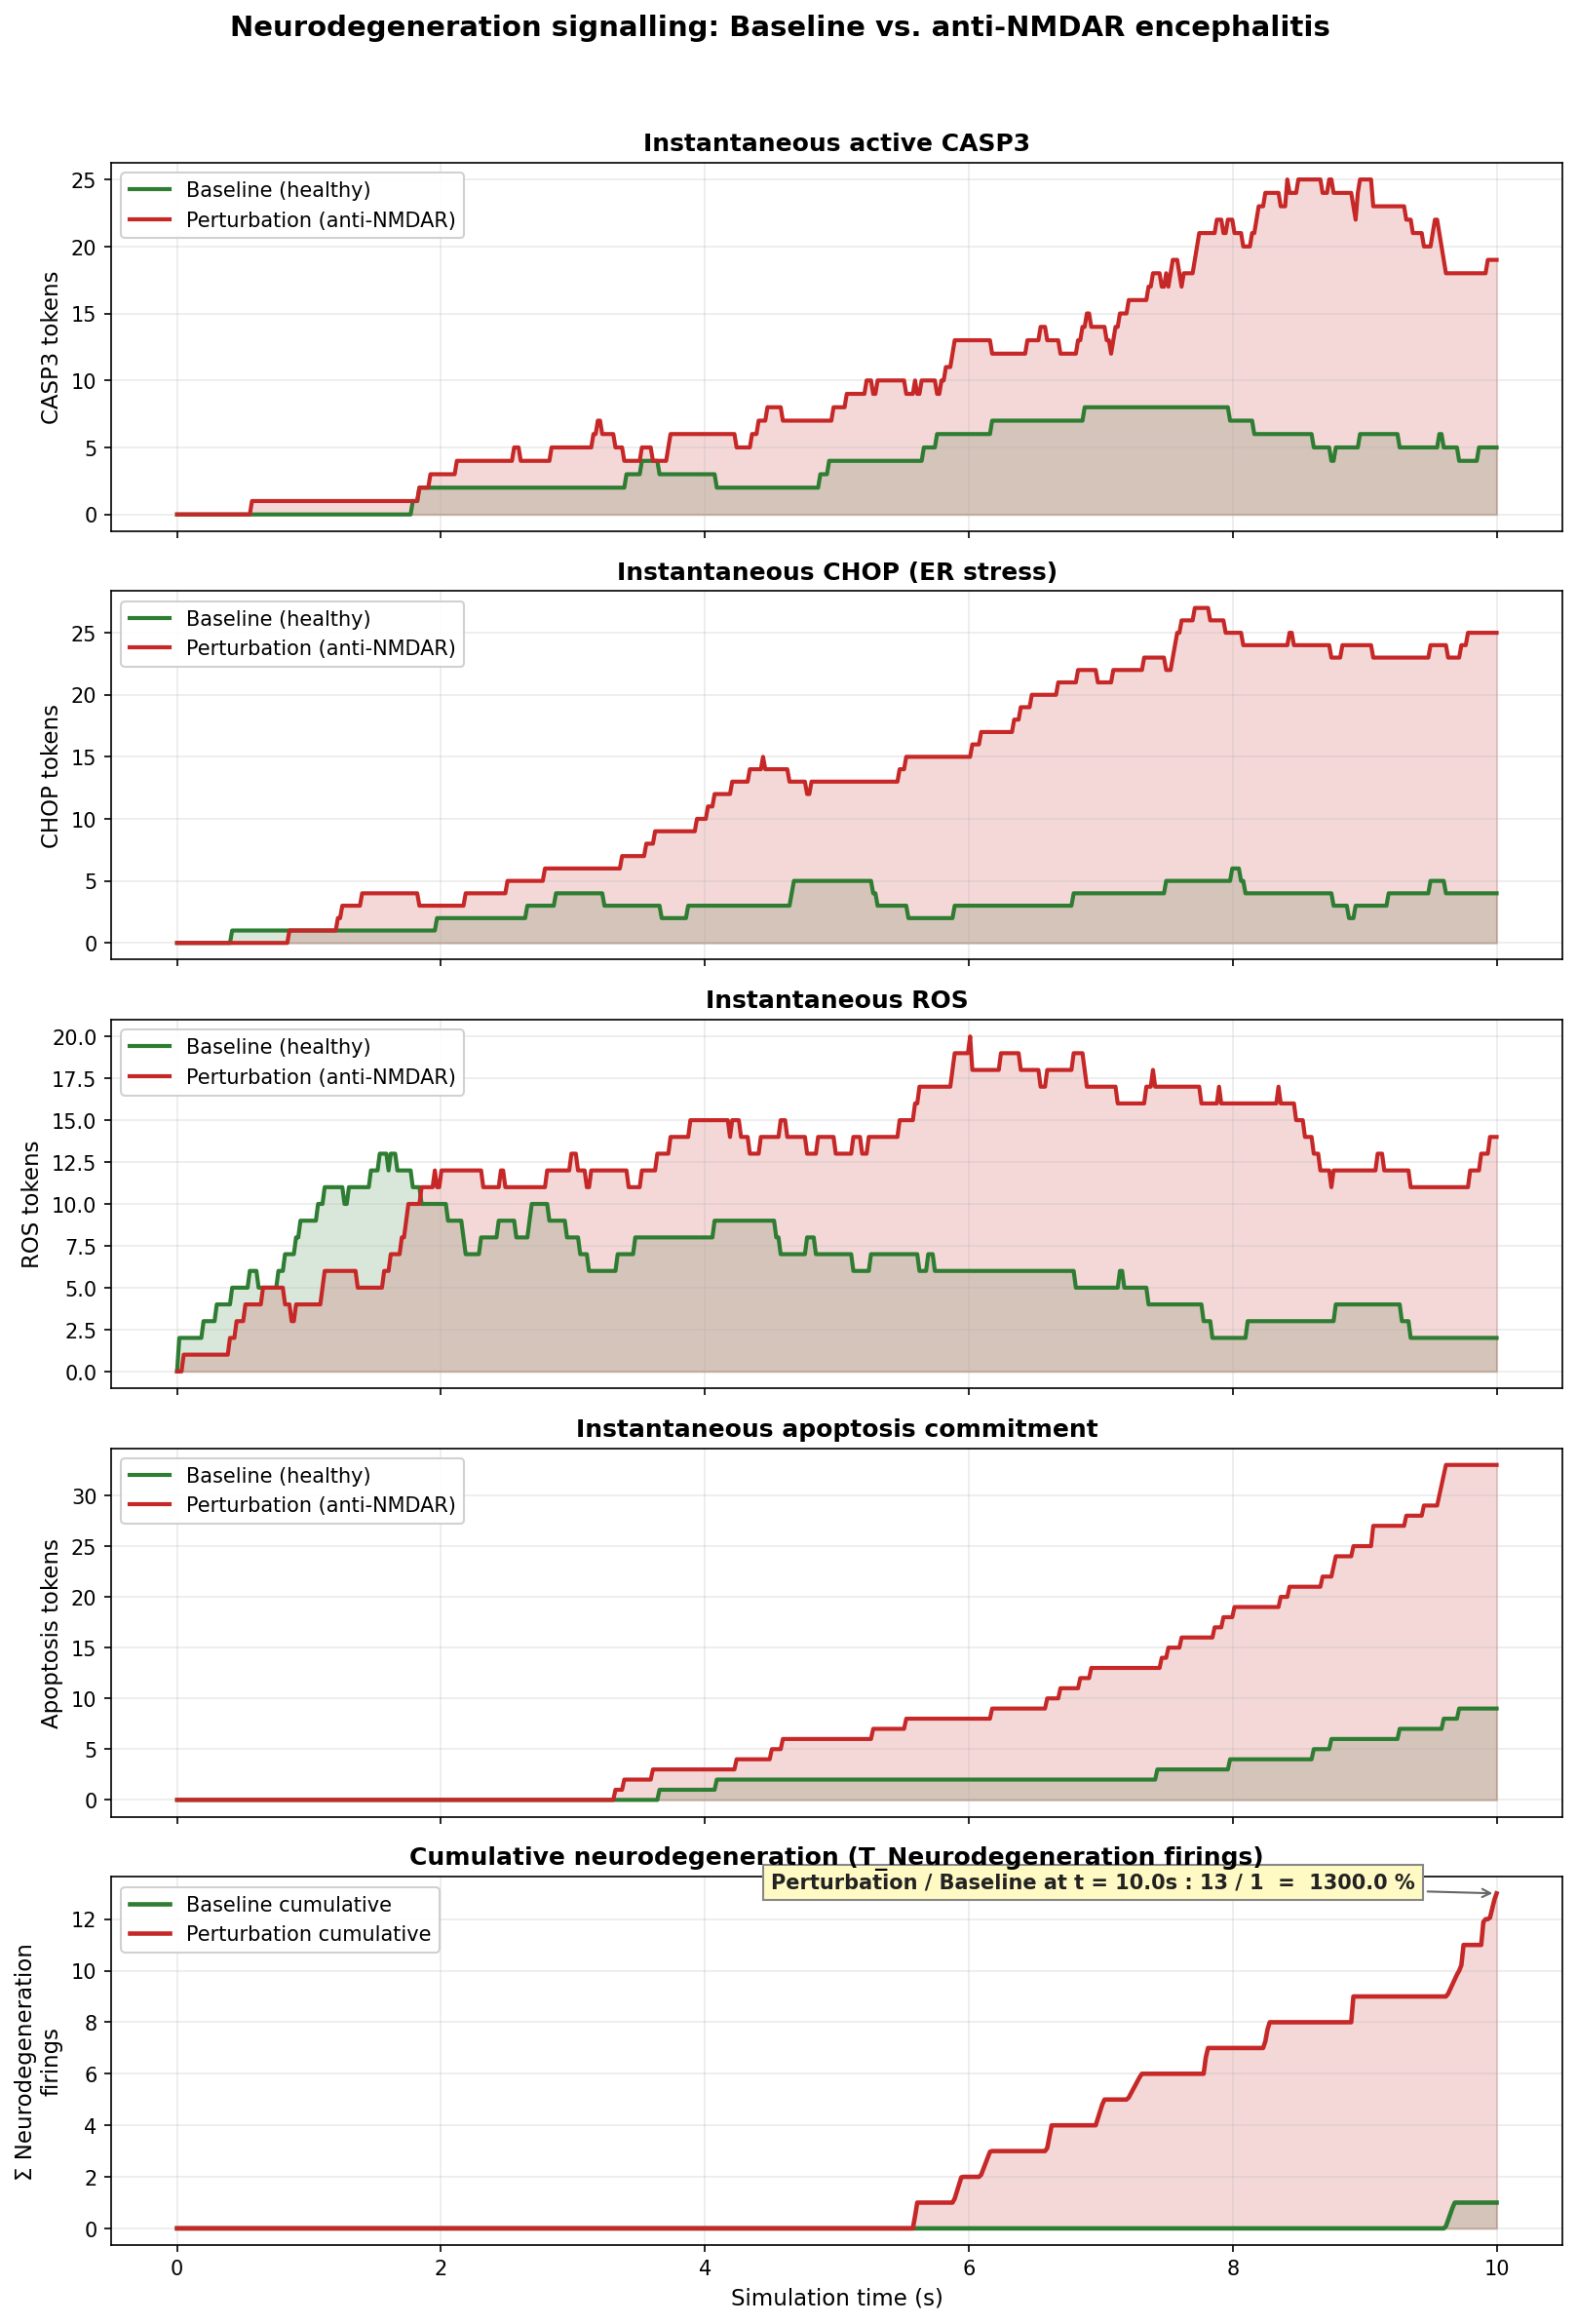 Neurodegeneration signalling: Baseline vs. anti-NMDAR encephalitis
Instantaneous active CASP3
Baseline (healthy)
Perturbation (anti-NMDAR)
CASP3 tokens
25
20
15
10
5
0
Instantaneous CHOP (ER stress)
Baseline (healthy)
Perturbation (anti-NMDAR)
CHOP tokens
25
20
15
10
5
0
Instantaneous ROS
Baseline (healthy)
Perturbation (anti-NMDAR)
ROS tokens
20.0
17.5
15.0
12.5
10.0
7.5
5.0
2.5
0.0
Instantaneous apoptosis commitment
Baseline (healthy)
Perturbation (anti-NMDAR)
Apoptosis tokens
30
25
20
15
10
5
0
Cumulative neurodegeneration (T_Neurodegeneration firings)
Perturbation / Baseline at t = 10.0s : 13 / 1 = 1300.0 %
Baseline cumulative
Perturbation cumulative
Σ Neurodegeneration
firings
12
10
8
6
4
2
0
0 2 4 6 8 10
Simulation time (s)